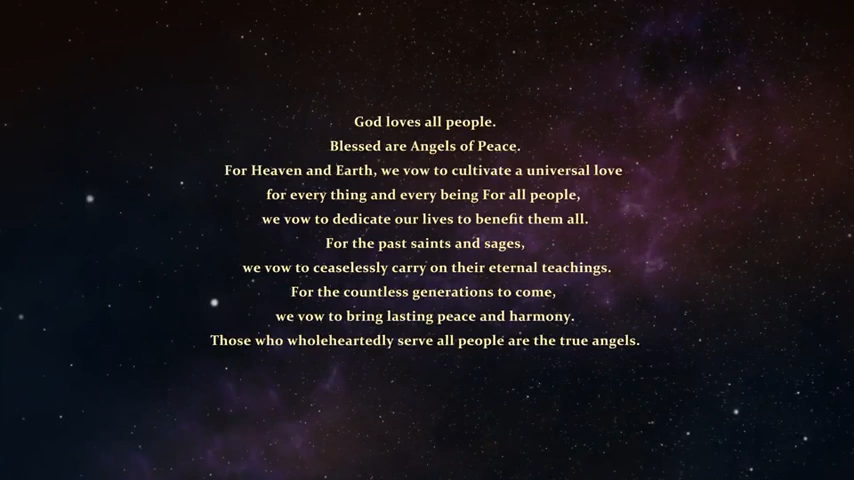 God loves all people.
Blessed are Angels of Peace.
For Heaven and Earth, we vow to cultivate a universal love
for every thing and every being For all people,
we vow to dedicate our lives to benefit them all.
For the past saints and sages,
we vow to ceaselessly carry on their eternal teachings.
For the countless generations to come,
we vow to bring lasting peace and harmony.
Those who wholeheartedly serve all people are the true angels.